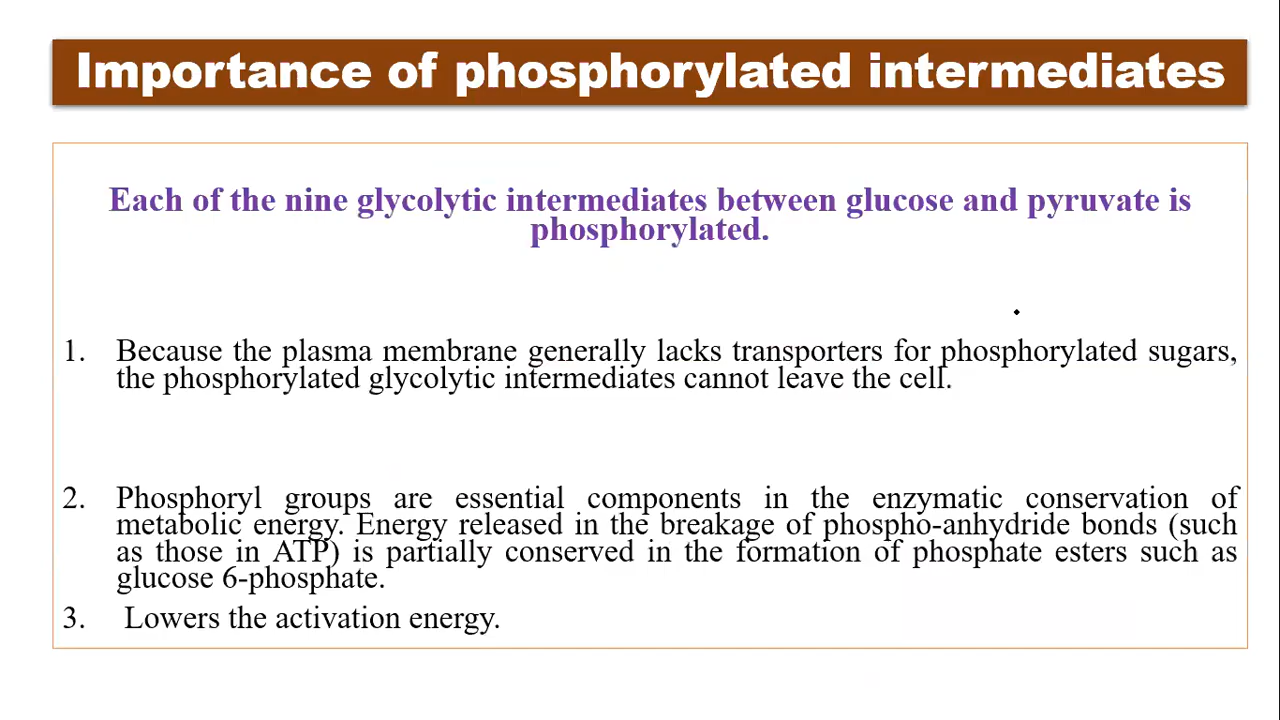 Importance of phosphorylated intermediates
Each of the nine glycolytic intermediates between glucose and pyruvate is
phosphorylated.
1. Because the plasma membrane generally lacks transporters for phosphorylated sugars,
the phosphorylated glycolytic intermediates cannot leave the cell.
2. Phosphoryl groups are essential components in the enzymatic conservation of
metabolic energy. Energy released in the breakage of phospho-anhydride bonds (such
as those in ATP) is partially conserved in the formation of phosphate esters such as
glucose 6-phosphate.
3. Lowers the activation energy.